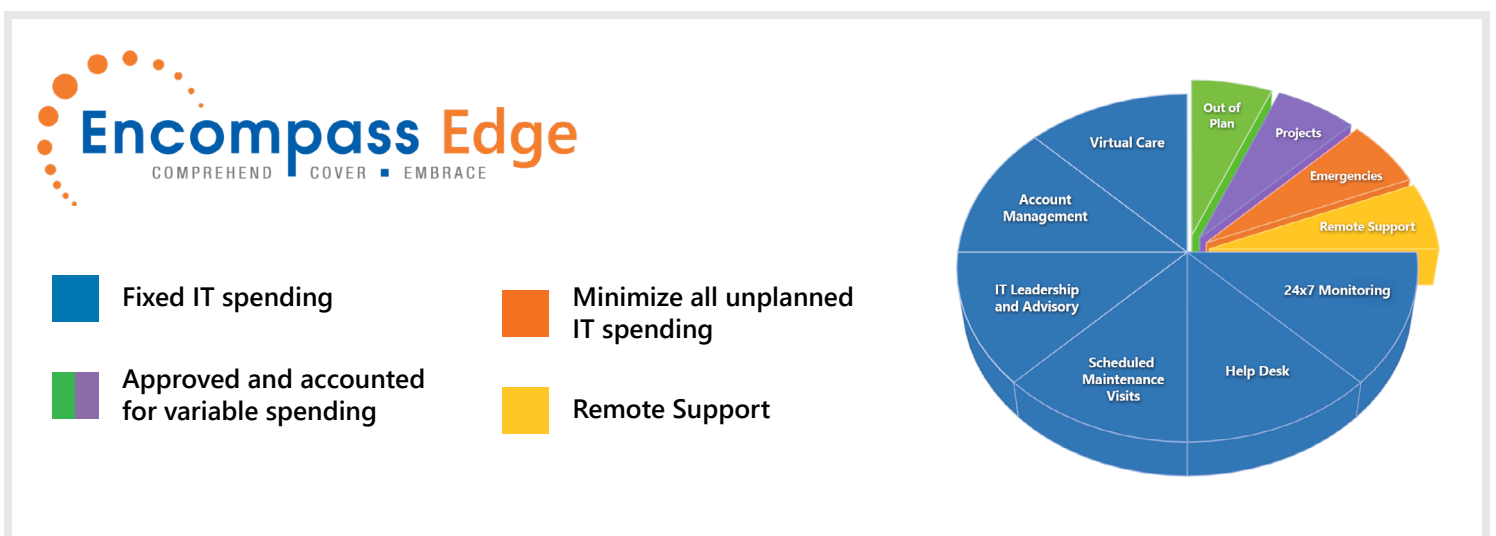 Encompass Edge
COMPREHEND COVER EMBRACE
Fixed IT spending
Approved and accounted
for variable spending
Minimize all unplanned
IT spending
Remote Support
Out of
Plan
Projects
Emergencies
Remote Support
24x7 Monitoring
Help Desk
Scheduled
Maintenance
Visits
IT Leadership
and Advisory
Account
Management
Virtual Care